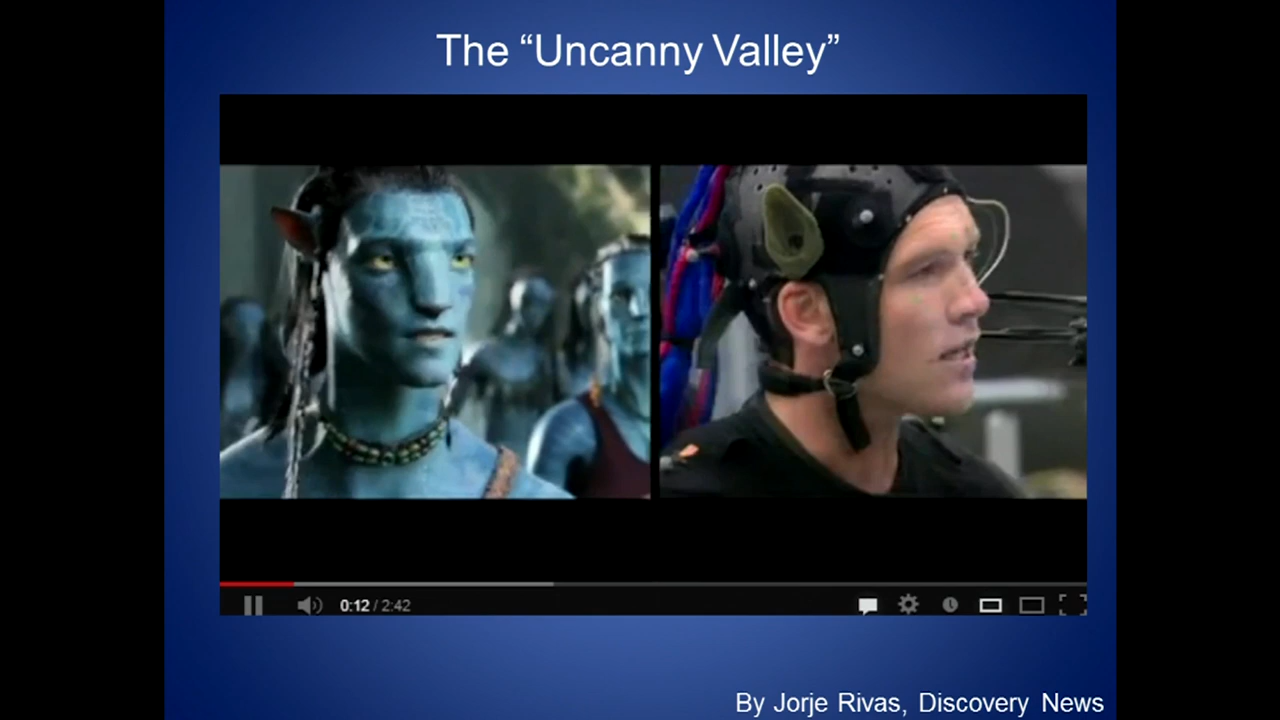 The “Uncanny Valley”
0:12 / 2:42
By Jorje Rivas, Discovery News